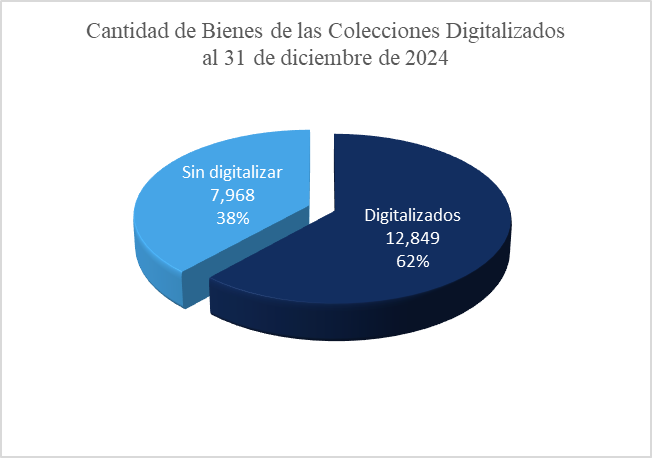 Cantidad de Bienes de las Colecciones Digitalizados
al 31 de diciembre de 2024
Sin digitalizar
7,968
38%
Digitalizados
12,849
62%